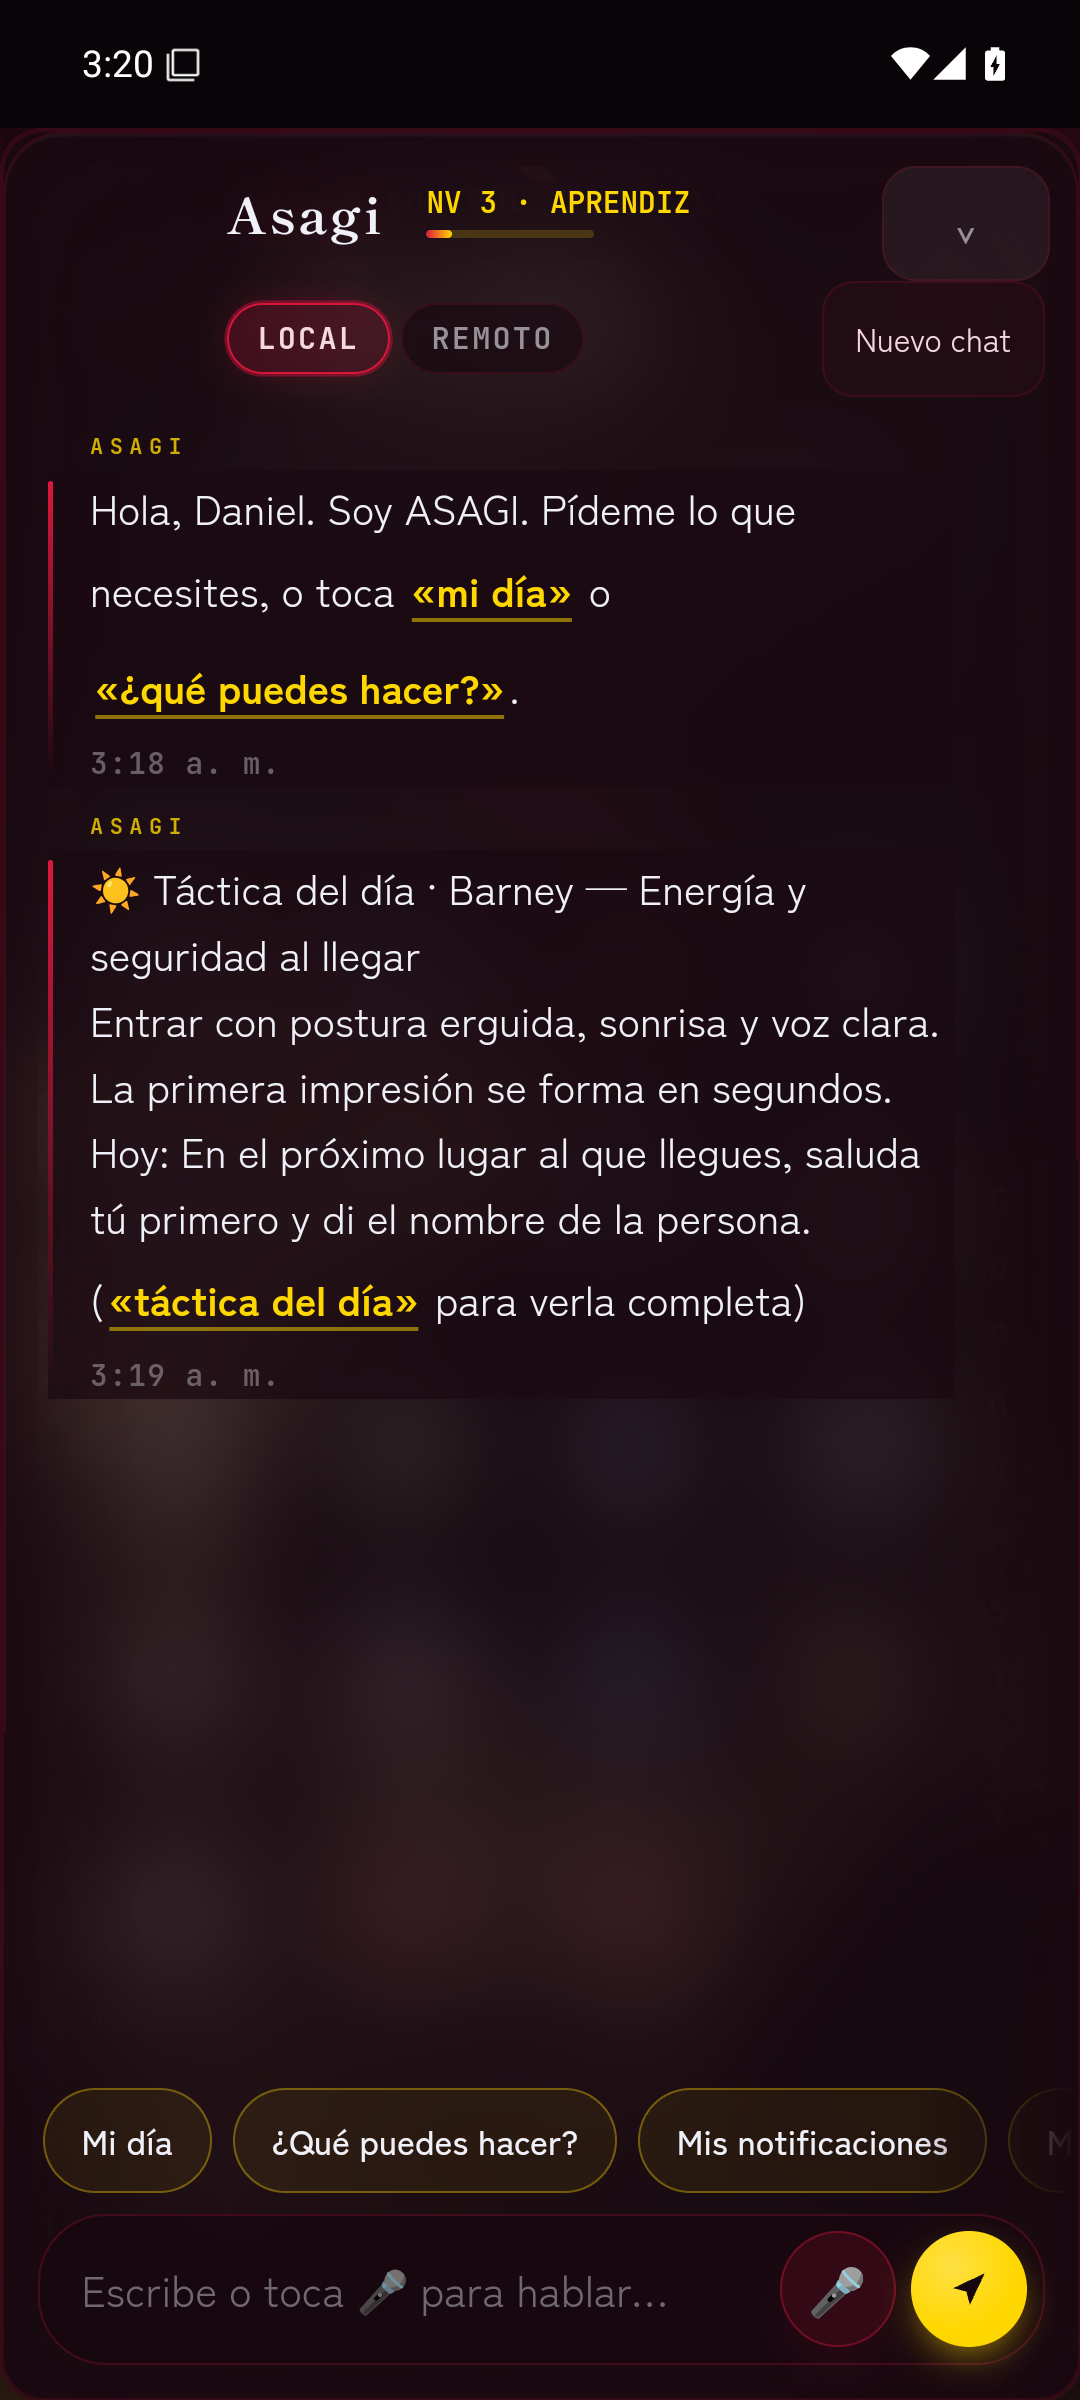 3:20
Asagi
NV 3 · APRENDIZ
LOCAL
REMOTO
Nuevo chat
ASAGI
Hola, Daniel. Soy ASAGI. Pídeme lo que
necesites, o toca «mi día» o
«¿qué puedes hacer?».
3:18 a. m.
ASAGI
☀️ Táctica del día · Barney — Energía y
seguridad al llegar
Entrar con postura erguida, sonrisa y voz clara.
La primera impresión se forma en segundos.
Hoy: En el próximo lugar al que llegues, saluda
tú primero y di el nombre de la persona.
(«táctica del día» para verla completa)
3:19 a. m.
Mi día
¿Qué puedes hacer?
Mis notificaciones
Escribe o toca 🎤 para hablar...